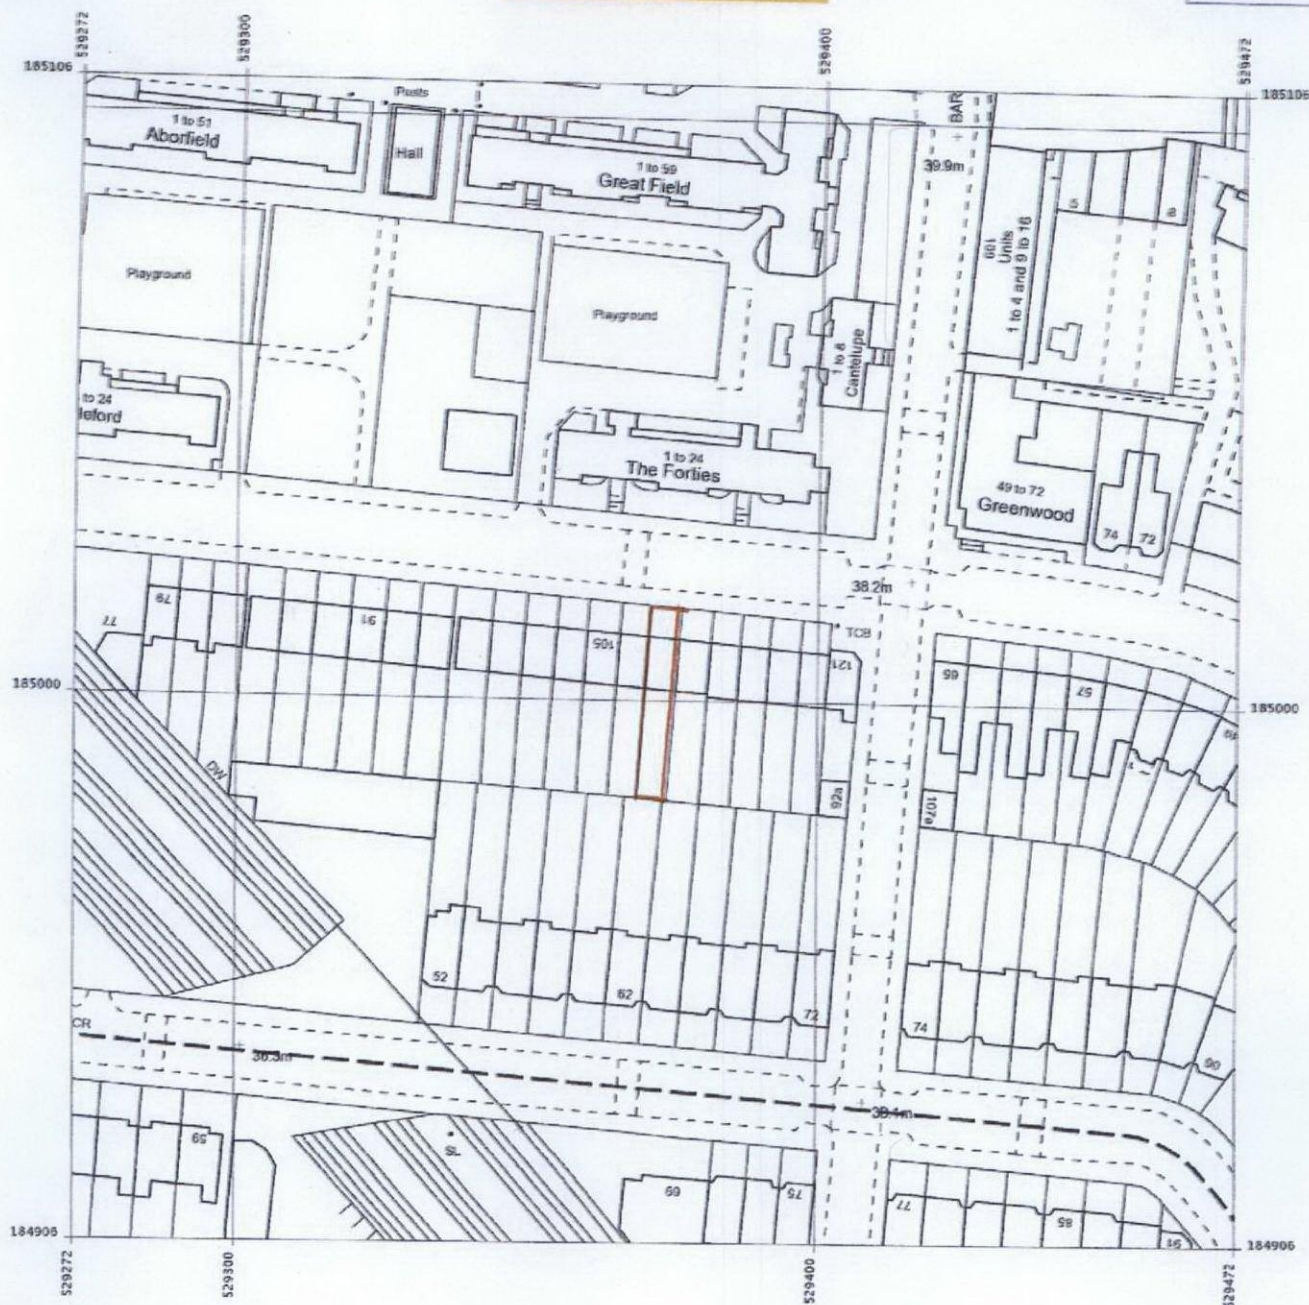 529272
529300
529400
529472
185106
185106
Posts
BAR
1 to 51
Aborfield
Hall
1 to 59
Great Field
39.9m
5
8
109
Units
1 to 4 and 9 to 16
Playground
Playground
1 to 8
Cantelupe
to 24
leford
1 to 24
The Forties
49 to 72
Greenwood
74
72
38.2m
77
79
91
105
TCB
121
65
57
185000
185000
DW
92a
107a
52
62
72
74
90
CR
36.3m
38.1m
59
SL
69
75
77
85
91
184906
184906
529272
529300
529400
529472